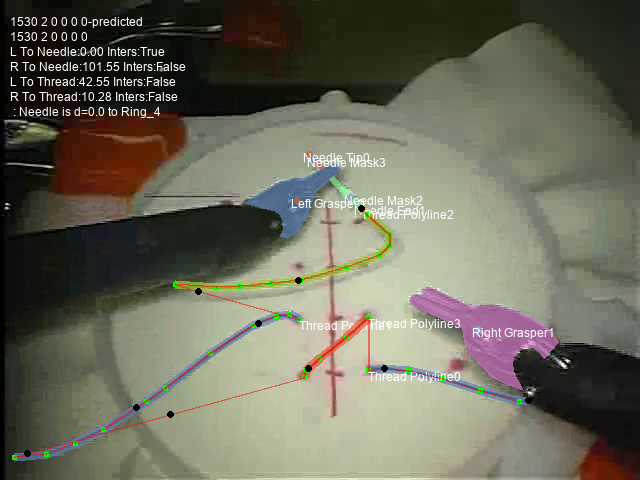 1530 2 0 0 0 0-predicted
1530 2 0 0 0 0
L To Needle:0.00 Inters:True
R To Needle:101.55 Inters:False
L To Thread:42.55 Inters:False
R To Thread:10.28 Inters:False
: Needle is d=0.0 to Ring_4
Needle Tip0
Needle Mask3
Needle Mask2
Left Grasper
Needle End1
Thread Polyline2
Thread Polyline3
Right Grasper1
Thread Polyline0